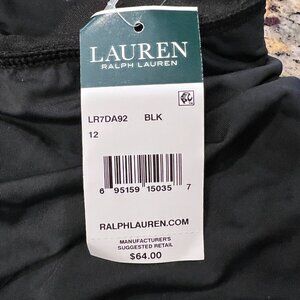 LAUREN
RALPH LAUREN
LR7DA92 BLK
12
6 95159 15035 7
RALPHLAUREN.COM
MANUFACTURER'S
SUGGESTED RETAIL
$64.00